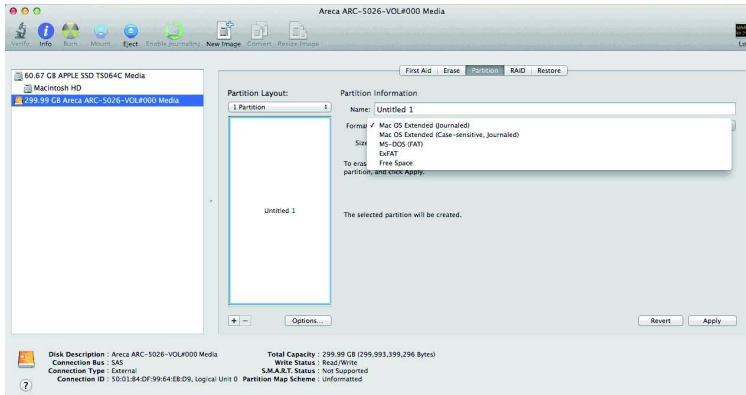 Areca ARC-5026-VOL#000 Media
Verify Info Burn Mount Eject Enable Journaling New Image Convert Resize Image
Lo
60.67 GB APPLE SSD TS064C Media
Macintosh HD
299.99 GB Areca ARC-5026-VOL#000 Media
First Aid Erase Partition RAID Restore
Partition Layout:
1 Partition
Untitled 1
+ − Options...
Partition Information
Name: Untitled 1
Format
✓ Mac OS Extended (Journaled)
Mac OS Extended (Case-sensitive, Journaled)
MS-DOS (FAT)
ExFAT
Free Space
Size
To eras
partition, and click Apply.
The selected partition will be created.
Revert Apply
Disk Description : Areca ARC-5026-VOL#000 Media
Connection Bus : SAS
Connection Type : External
Connection ID : 50:01:B4:DF:99:64:EB:D9, Logical Unit 0
Total Capacity : 299.99 GB (299,993,399,296 Bytes)
Write Status : Read/Write
S.M.A.R.T. Status : Not Supported
Partition Map Scheme : Unformatted
?